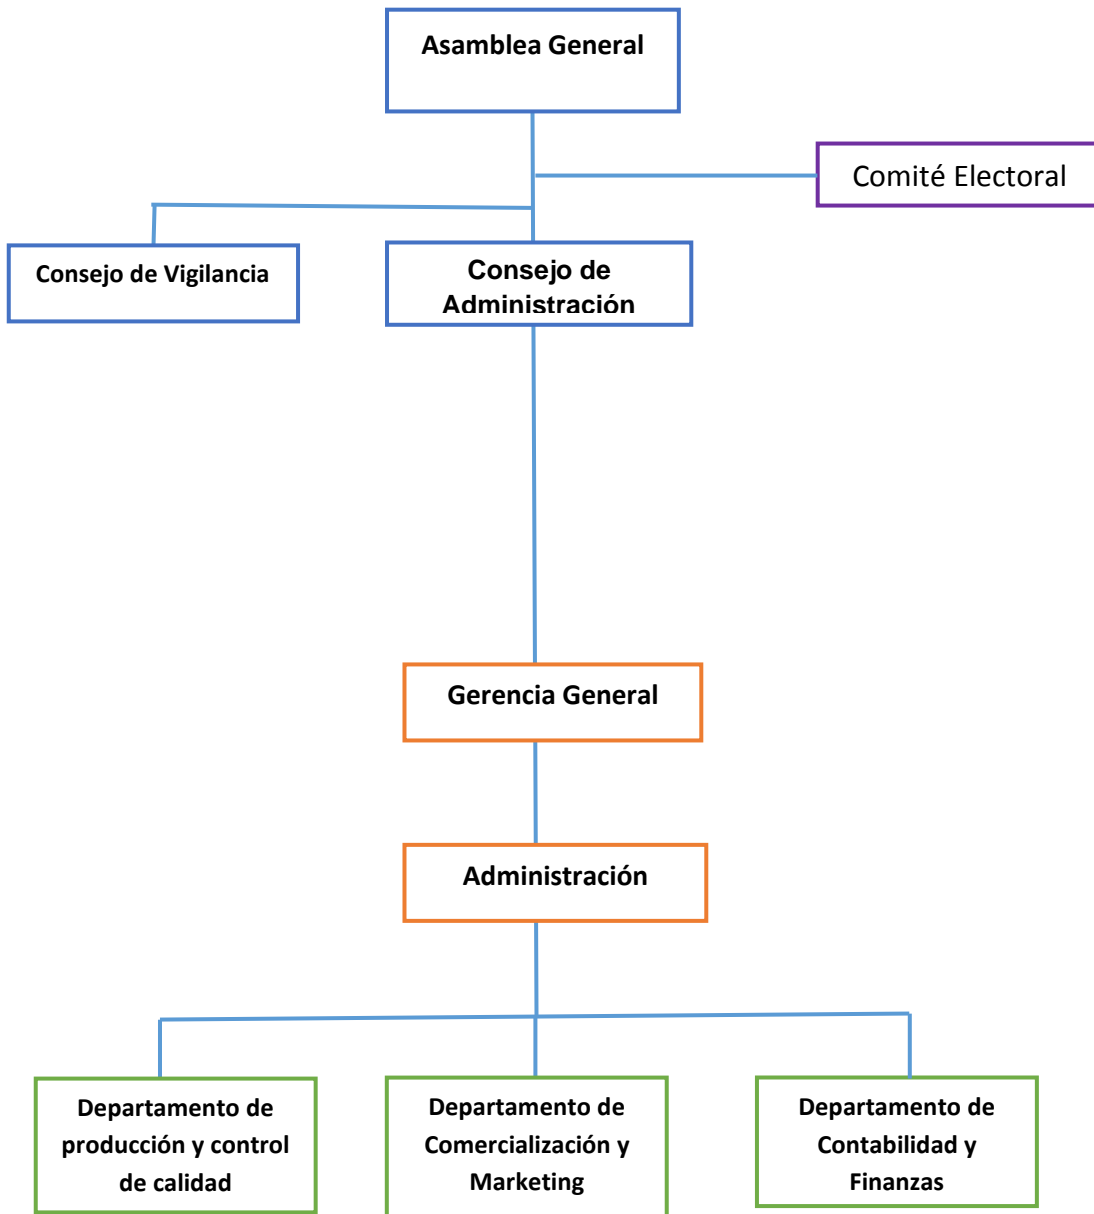 Asamblea General
Comité Electoral
Consejo de Vigilancia
Consejo de
Administración
Gerencia General
Administración
Departamento de
producción y control
de calidad
Departamento de
Comercialización y
Marketing
Departamento de
Contabilidad y
Finanzas